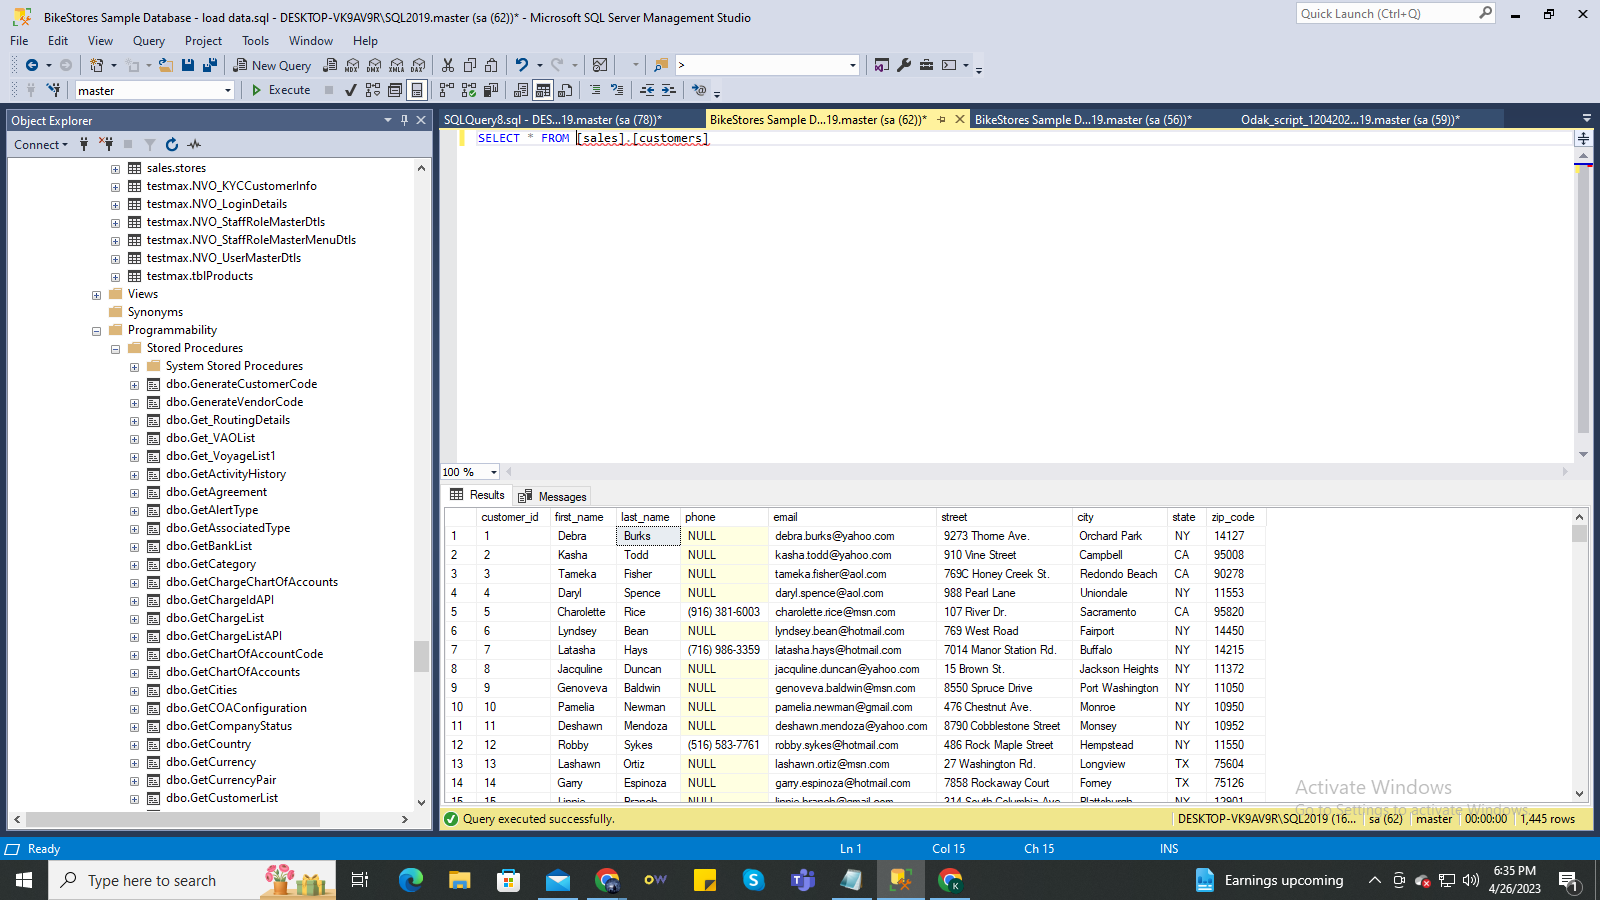 BikeStores Sample Database - load data.sql - DESKTOP-VK9AV9R\SQL2019.master (sa (62))* - Microsoft SQL Server Management Studio
Quick Launch (Ctrl+Q)
File Edit View Query Project Tools Window Help
New Query MDX DMX XMLA DAX >
master Execute
Object Explorer
Connect
sales.stores
testmax.NVO_KYCCustomerInfo
testmax.NVO_LoginDetails
testmax.NVO_StaffRoleMasterDtls
testmax.NVO_StaffRoleMasterMenuDtls
testmax.NVO_UserMasterDtls
testmax.tblProducts
Views
Synonyms
Programmability
Stored Procedures
System Stored Procedures
dbo.GenerateCustomerCode
dbo.GenerateVendorCode
dbo.Get_RoutingDetails
dbo.Get_VAOList
dbo.Get_VoyageList1
dbo.GetActivityHistory
dbo.GetAgreement
dbo.GetAlertType
dbo.GetAssociatedType
dbo.GetBankList
dbo.GetCategory
dbo.GetChargeChartOfAccounts
dbo.GetChargeIdAPI
dbo.GetChargeList
dbo.GetChargeListAPI
dbo.GetChartOfAccountCode
dbo.GetChartOfAccounts
dbo.GetCities
dbo.GetCOAConfiguration
dbo.GetCompanyStatus
dbo.GetCountry
dbo.GetCurrency
dbo.GetCurrencyPair
dbo.GetCustomerList
SQLQuery8.sql - DES...19.master (sa (78))* BikeStores Sample D...19.master (sa (62))* BikeStores Sample D...19.master (sa (56))* Odak_script_1204202...19.master (sa (59))*
SELECT * FROM [sales].[customers]
100 %
Results Messages
customer_id first_name last_name phone email street city state zip_code
1 1 Debra Burks NULL debra.burks@yahoo.com 9273 Thorne Ave. Orchard Park NY 14127
2 2 Kasha Todd NULL kasha.todd@yahoo.com 910 Vine Street Campbell CA 95008
3 3 Tameka Fisher NULL tameka.fisher@aol.com 769C Honey Creek St. Redondo Beach CA 90278
4 4 Daryl Spence NULL daryl.spence@aol.com 988 Pearl Lane Uniondale NY 11553
5 5 Charolette Rice (916) 381-6003 charolette.rice@msn.com 107 River Dr. Sacramento CA 95820
6 6 Lyndsey Bean NULL lyndsey.bean@hotmail.com 769 West Road Fairport NY 14450
7 7 Latasha Hays (716) 986-3359 latasha.hays@hotmail.com 7014 Manor Station Rd. Buffalo NY 14215
8 8 Jacquline Duncan NULL jacquline.duncan@yahoo.com 15 Brown St. Jackson Heights NY 11372
9 9 Genoveva Baldwin NULL genoveva.baldwin@msn.com 8550 Spruce Drive Port Washington NY 11050
10 10 Pamelia Newman NULL pamelia.newman@gmail.com 476 Chestnut Ave. Monroe NY 10950
11 11 Deshawn Mendoza NULL deshawn.mendoza@yahoo.com 8790 Cobblestone Street Monsey NY 10952
12 12 Robby Sykes (516) 583-7761 robby.sykes@hotmail.com 486 Rock Maple Street Hempstead NY 11550
13 13 Lashawn Ortiz NULL lashawn.ortiz@msn.com 27 Washington Rd. Longview TX 75604
14 14 Garry Espinoza NULL garry.espinoza@hotmail.com 7858 Rockaway Court Forney TX 75126
15 15 Linnie Branch NULL linnie.branch@gmail.com 314 South Columbia Ave. Plattsburgh NY 12901
Activate Windows
Go to Settings to activate Windows.
Query executed successfully. DESKTOP-VK9AV9R\SQL2019 (16... sa (62) master 00:00:00 1,445 rows
Ready Ln 1 Col 15 Ch 15 INS
Type here to search
OW
Earnings upcoming
6:35 PM
4/26/2023
1